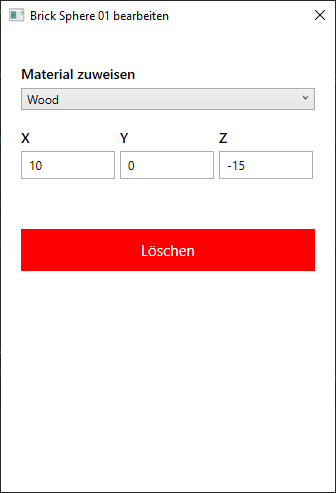 Brick Sphere 01 bearbeiten
Material zuweisen
Wood
X Y Z
10 0 -15
Löschen